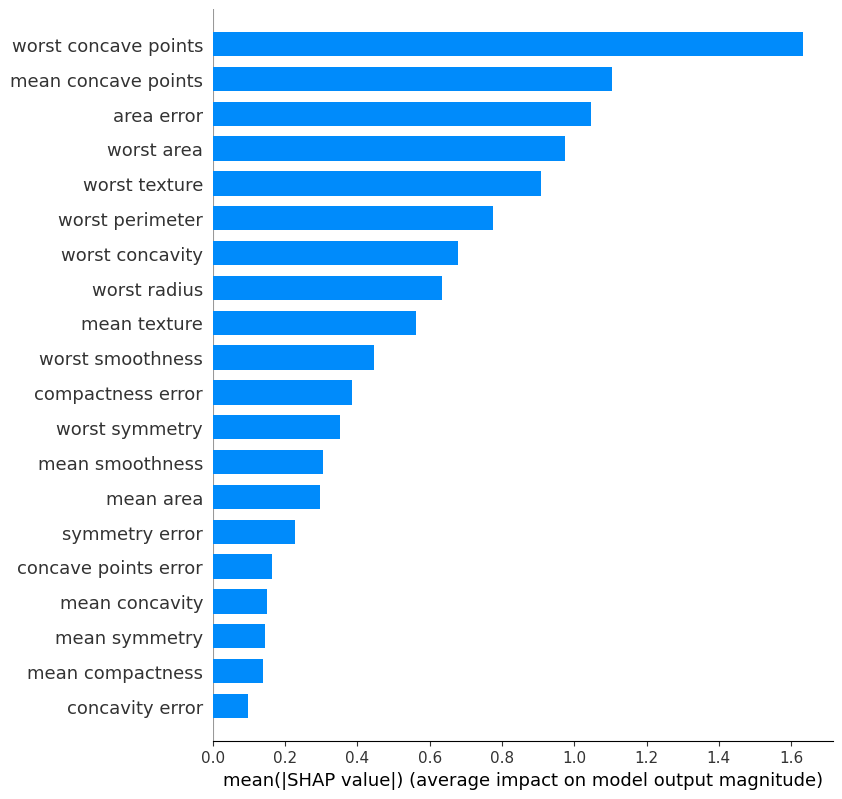 worst concave points
mean concave points
area error
worst area
worst texture
worst perimeter
worst concavity
worst radius
mean texture
worst smoothness
compactness error
worst symmetry
mean smoothness
mean area
symmetry error
concave points error
mean concavity
mean symmetry
mean compactness
concavity error
0.0 0.2 0.4 0.6 0.8 1.0 1.2 1.4 1.6
mean(|SHAP value|) (average impact on model output magnitude)